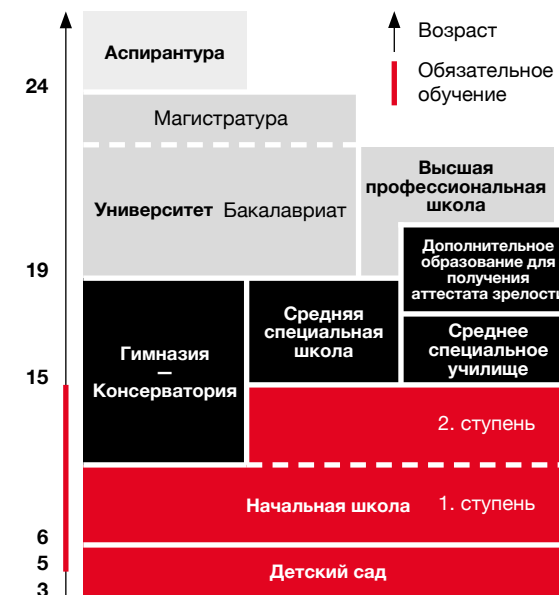 Возраст
Обязательное
обучение
Аспирантура
24
Магистратура
Высшая
профессиональная
школа
Университет Бакалавриат
Дополнительное
образование для
получения
аттестата зрелости
19
Средняя
специальная
школа
Среднее
специальное
училище
Гимназия
—
Консерватория
15
2. ступень
Начальная школа 1. ступень
6
5
Детский сад
3